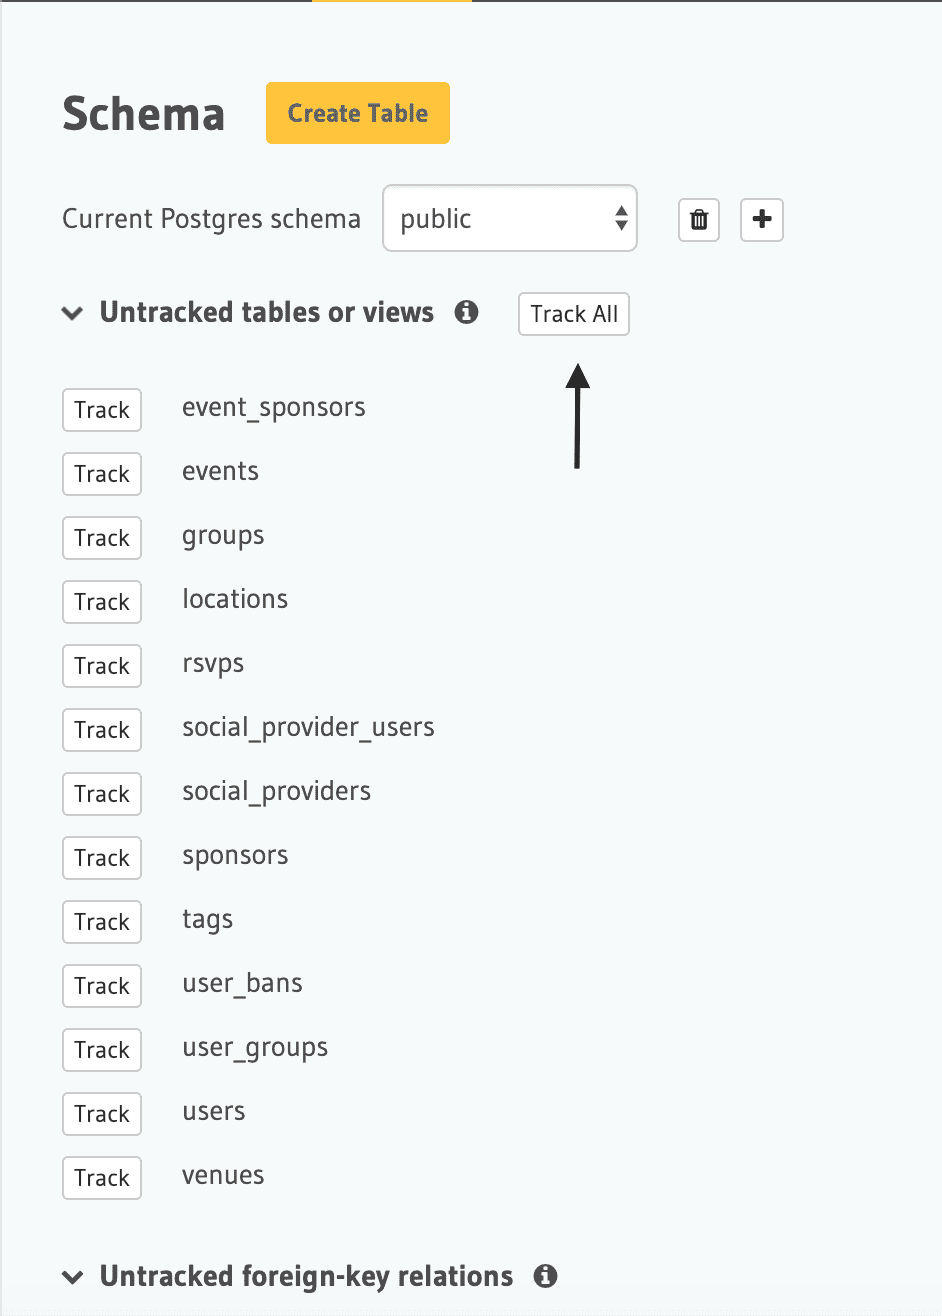 Schema Create Table
Current Postgres schema public
Untracked tables or views Track All
Track event_sponsors
Track events
Track groups
Track locations
Track rsvps
Track social_provider_users
Track social_providers
Track sponsors
Track tags
Track user_bans
Track user_groups
Track users
Track venues
Untracked foreign-key relations